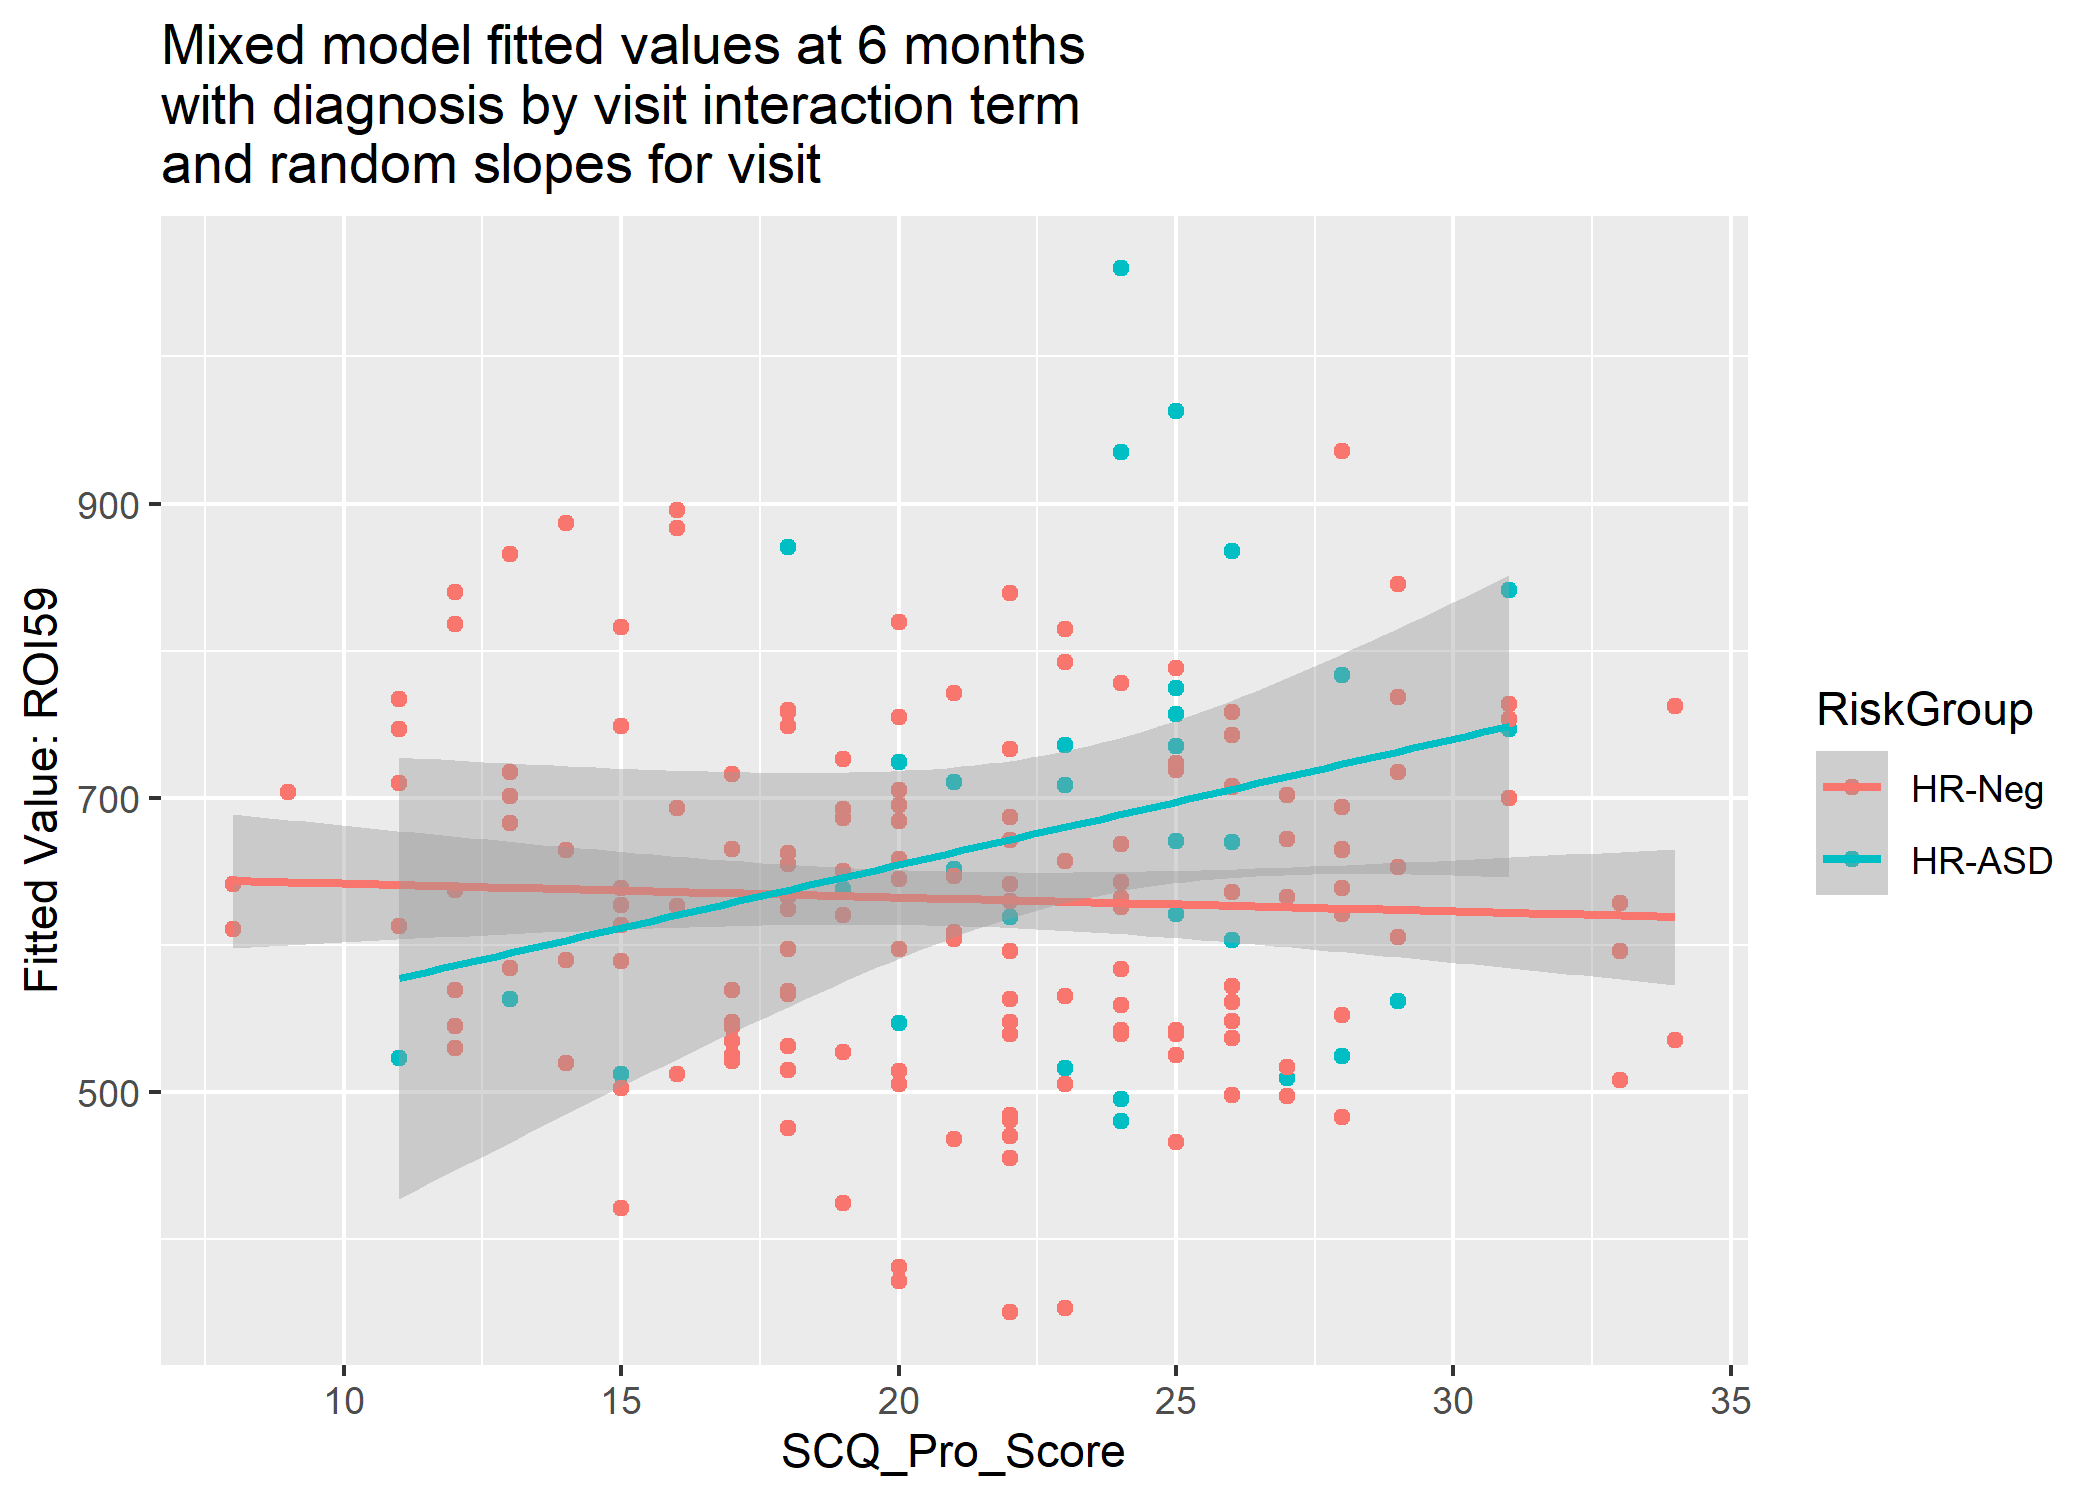 Mixed model fitted values at 6 months
with diagnosis by visit interaction term
and random slopes for visit
Fitted Value: ROI59
900
700
500
10 15 20 25 30 35
SCQ_Pro_Score
RiskGroup
HR-Neg
HR-ASD